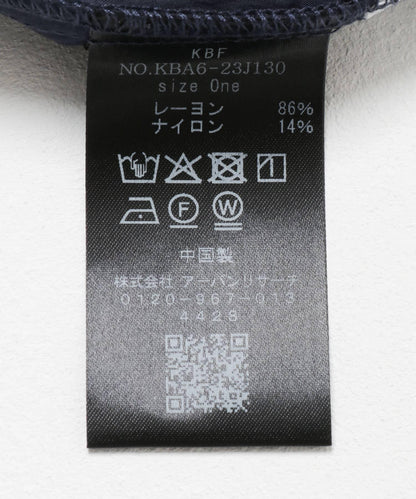 KBF
NO.KBA6-23J130
size One
レーヨン 86%
ナイロン 14%
F W
中国製
株式会社 アーバンリサーチ
0120-967-013
4428